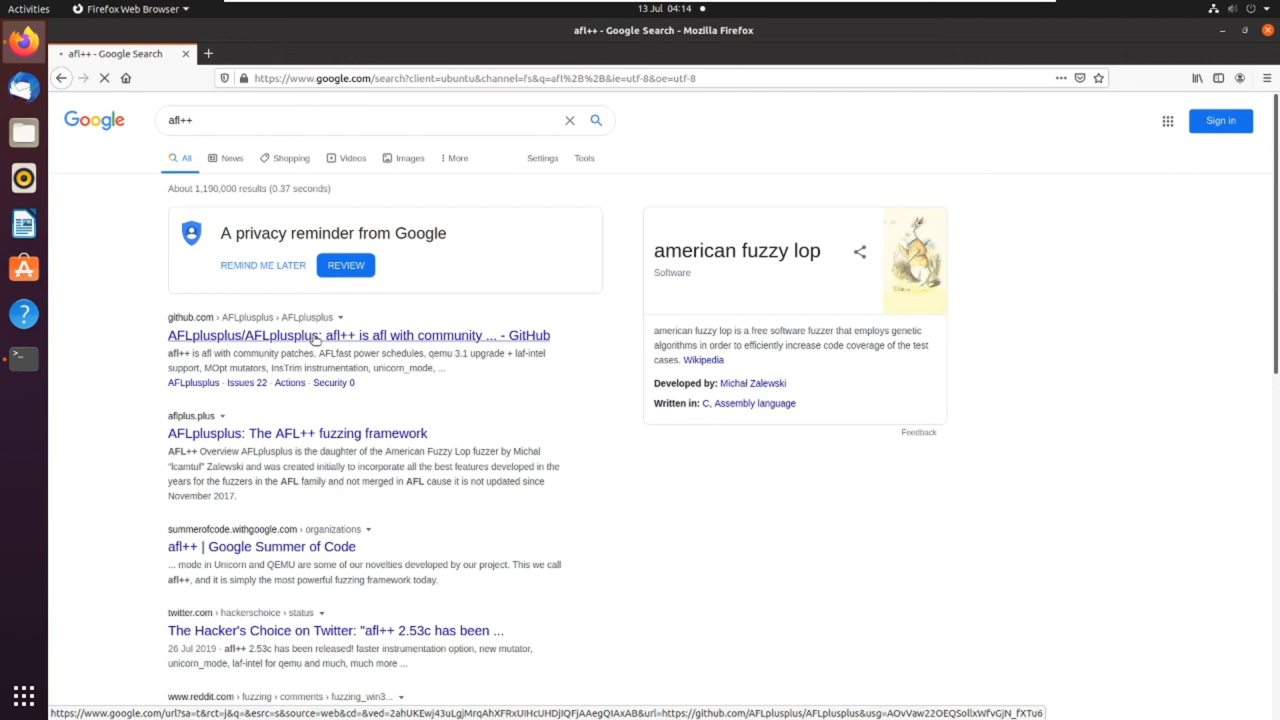 Activities
Firefox Web Browser
13 Jul 04:14
afl++ - Google Search - Mozilla Firefox
afl++ - Google Search
https://www.google.com/search?client=ubuntu&channel=fs&q=afl%2B%2B&ie=utf-8&oe=utf-8
Google
afl++
Sign in
All
News
Shopping
Videos
Images
More
Settings
Tools
About 1,190,000 results (0.37 seconds)
A privacy reminder from Google
REMIND ME LATER
REVIEW
github.com › AFLplusplus › AFLplusplus
AFLplusplus/AFLplusplus: afl++ is afl with community ... - GitHub
afl++ is afl with community patches, AFLfast power schedules, qemu 3.1 upgrade + laf-intel
support, MOpt mutators, InsTrim instrumentation, unicorn_mode, ...
AFLplusplus · Issues 22 · Actions · Security 0
aflplus.plus
AFLplusplus: The AFL++ fuzzing framework
AFL++ Overview AFLplusplus is the daughter of the American Fuzzy Lop fuzzer by Michal
"lcamtuf" Zalewski and was created initially to incorporate all the best features developed in the
years for the fuzzers in the AFL family and not merged in AFL cause it is not updated since
November 2017.
summerofcode.withgoogle.com › organizations
afl++ | Google Summer of Code
... mode in Unicorn and QEMU are some of our novelties developed by our project. This we call
afl++, and it is simply the most powerful fuzzing framework today.
twitter.com › hackerschoice › status
The Hacker's Choice on Twitter: "afl++ 2.53c has been ...
26 Jul 2019 - afl++ 2.53c has been released! faster instrumentation option, new mutator,
unicorn_mode, laf-intel for qemu and much, much more ...
www.reddit.com › fuzzing › comments › fuzzing_win3...
american fuzzy lop
Software
american fuzzy lop is a free software fuzzer that employs genetic
algorithms in order to efficiently increase code coverage of the test
cases. Wikipedia
Developed by: Michał Zalewski
Written in: C, Assembly language
Feedback